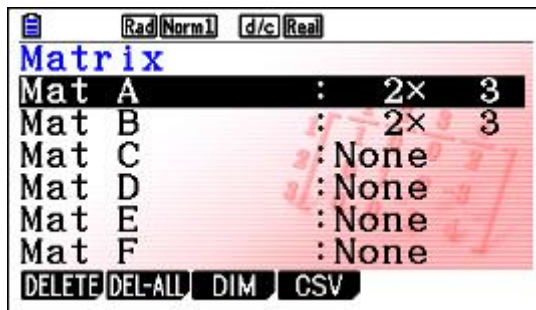 Rad Norm1 d/c Real
Matrix
Mat A : 2× 3
Mat B : 2× 3
Mat C :None
Mat D :None
Mat E :None
Mat F :None
DELETE DEL-ALL DIM CSV